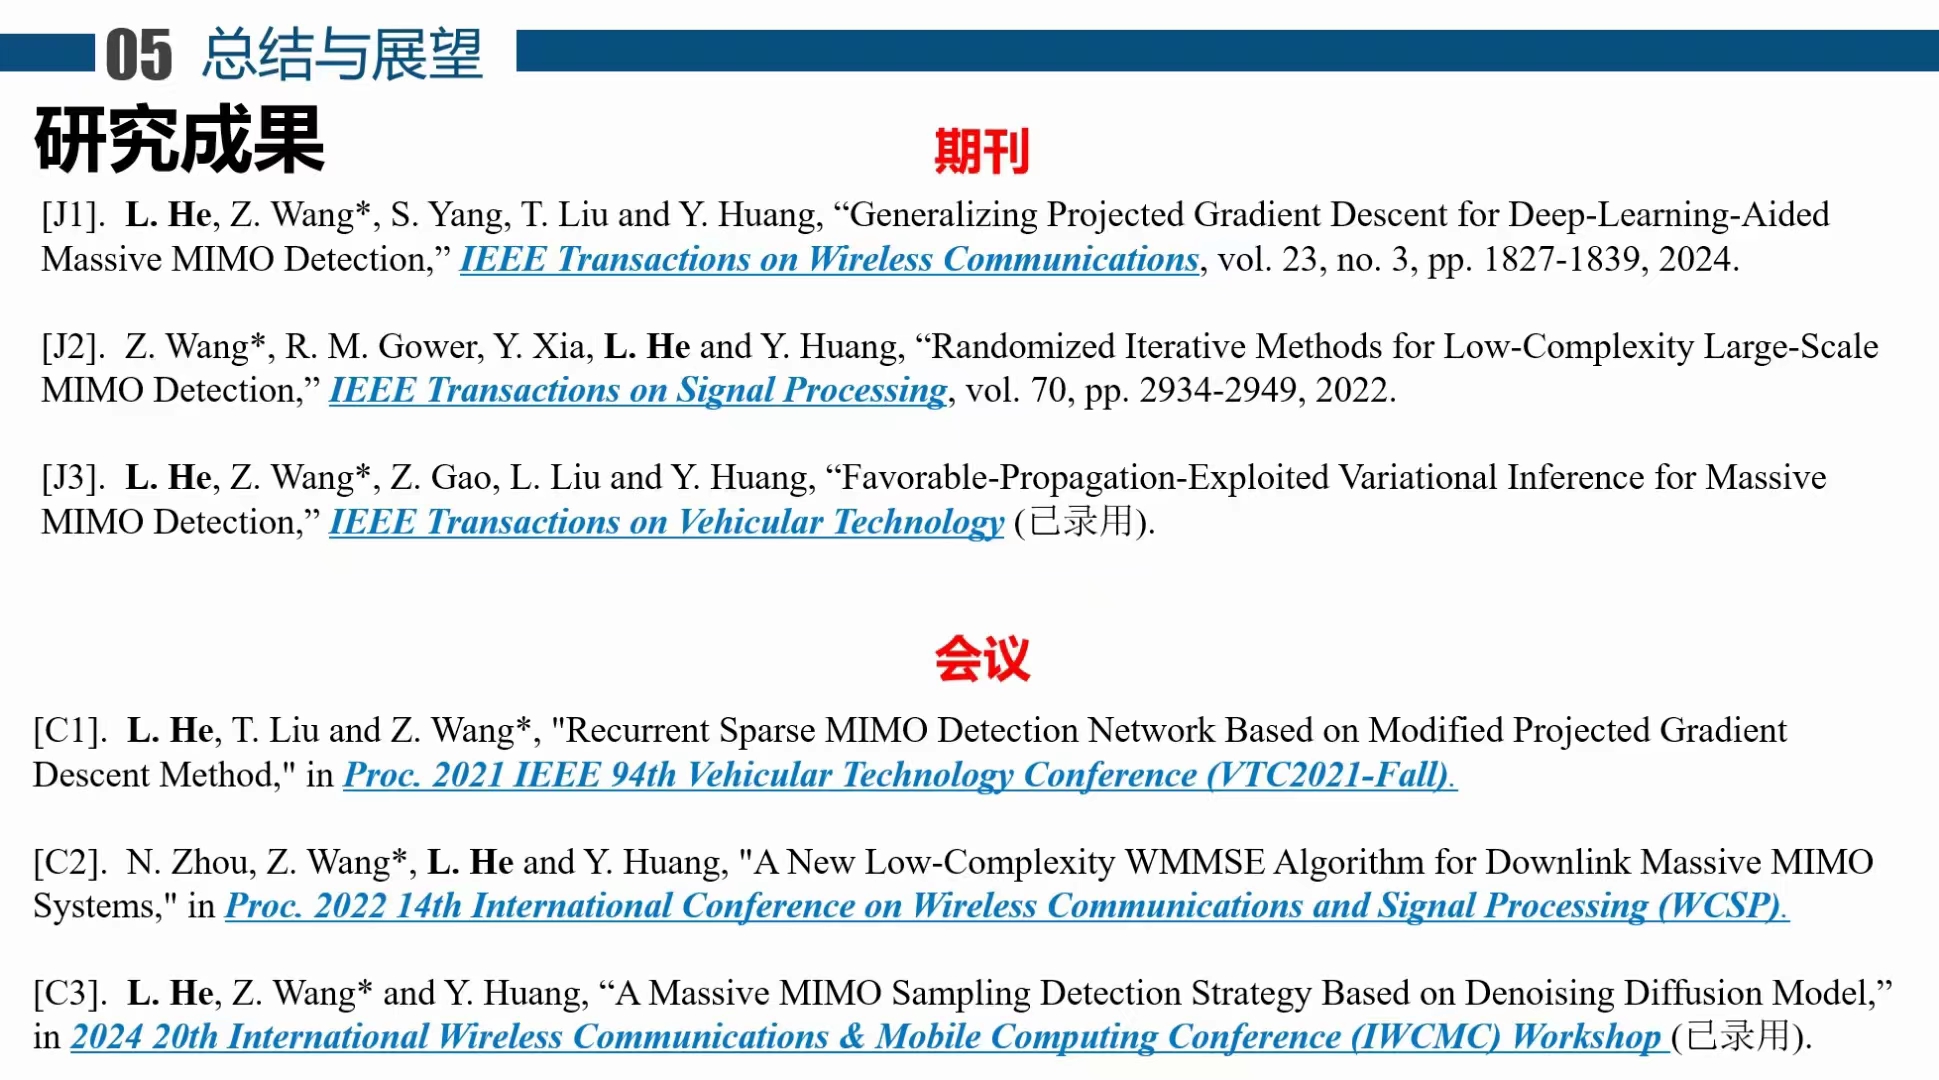 05 总结与展望
研究成果
期刊
[J1]. L. He, Z. Wang*, S. Yang, T. Liu and Y. Huang, “Generalizing Projected Gradient Descent for Deep-Learning-Aided
Massive MIMO Detection,” IEEE Transactions on Wireless Communications, vol. 23, no. 3, pp. 1827-1839, 2024.
[J2]. Z. Wang*, R. M. Gower, Y. Xia, L. He and Y. Huang, “Randomized Iterative Methods for Low-Complexity Large-Scale
MIMO Detection,” IEEE Transactions on Signal Processing, vol. 70, pp. 2934-2949, 2022.
[J3]. L. He, Z. Wang*, Z. Gao, L. Liu and Y. Huang, “Favorable-Propagation-Exploited Variational Inference for Massive
MIMO Detection,” IEEE Transactions on Vehicular Technology (已录用).
会议
[C1]. L. He, T. Liu and Z. Wang*, "Recurrent Sparse MIMO Detection Network Based on Modified Projected Gradient
Descent Method," in Proc. 2021 IEEE 94th Vehicular Technology Conference (VTC2021-Fall).
[C2]. N. Zhou, Z. Wang*, L. He and Y. Huang, "A New Low-Complexity WMMSE Algorithm for Downlink Massive MIMO
Systems," in Proc. 2022 14th International Conference on Wireless Communications and Signal Processing (WCSP).
[C3]. L. He, Z. Wang* and Y. Huang, “A Massive MIMO Sampling Detection Strategy Based on Denoising Diffusion Model,”
in 2024 20th International Wireless Communications & Mobile Computing Conference (IWCMC) Workshop (已录用).